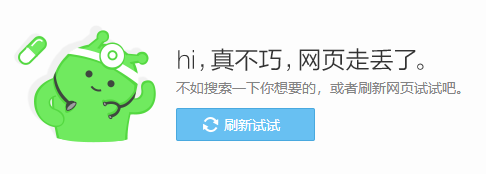 hi，真不巧，网页走丢了。
不如搜索一下你想要的，或者刷新网页试试吧。
刷新试试